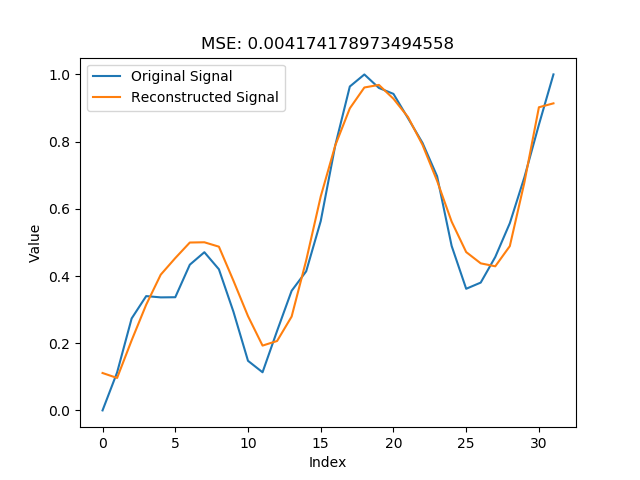 MSE: 0.004174178973494558
Original Signal
Reconstructed Signal
1.0
0.8
0.6
0.4
0.2
0.0
Value
0 5 10 15 20 25 30
Index